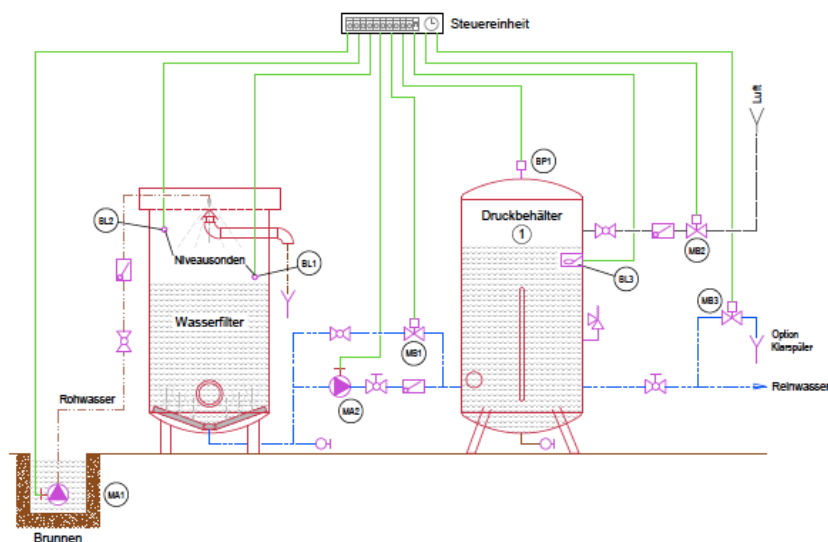 Steuereinheit
Luft
BP1
Druckbehälter
1
BL2
MB2
Niveausonden
BL1
BL3
MB3
Wasserfilter
MB1
Option
Klarspüler
Rohwasser
Reinwasser
MA2
MA1
Brunnen